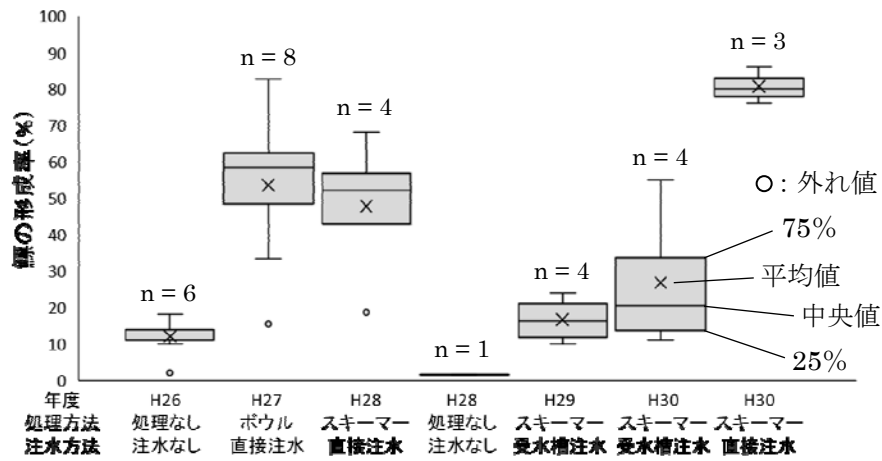 鰾の形成率(%)
100
90
80
70
60
50
40
30
20
10
0
n = 6
n = 8
n = 4
n = 1
n = 4
n = 4
n = 3
○: 外れ値
75%
平均値
中央値
25%
年度 H26 H27 H28 H28 H29 H30 H30
処理方法 処理なし ボウル スキーマー 処理なし スキーマー スキーマー スキーマー
注水方法 注水なし 直接注水 直接注水 注水なし 受水槽注水 受水槽注水 直接注水